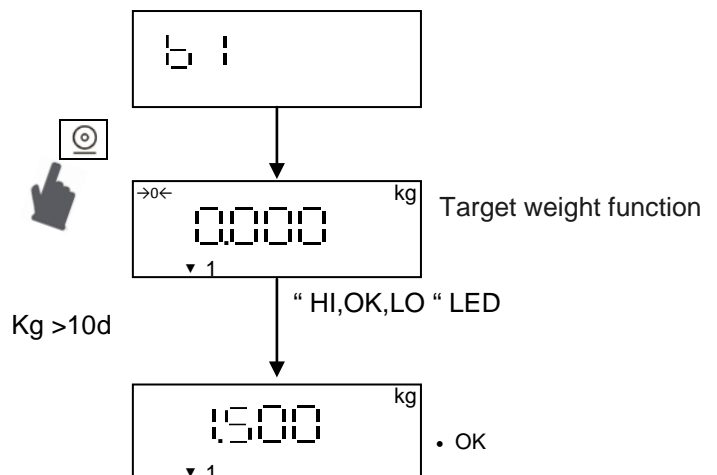 b1
→0← kg
0.000
▼ 1
Target weight function
“ HI,OK,LO “ LED
Kg >10d
kg
1.500
▼ 1
• OK